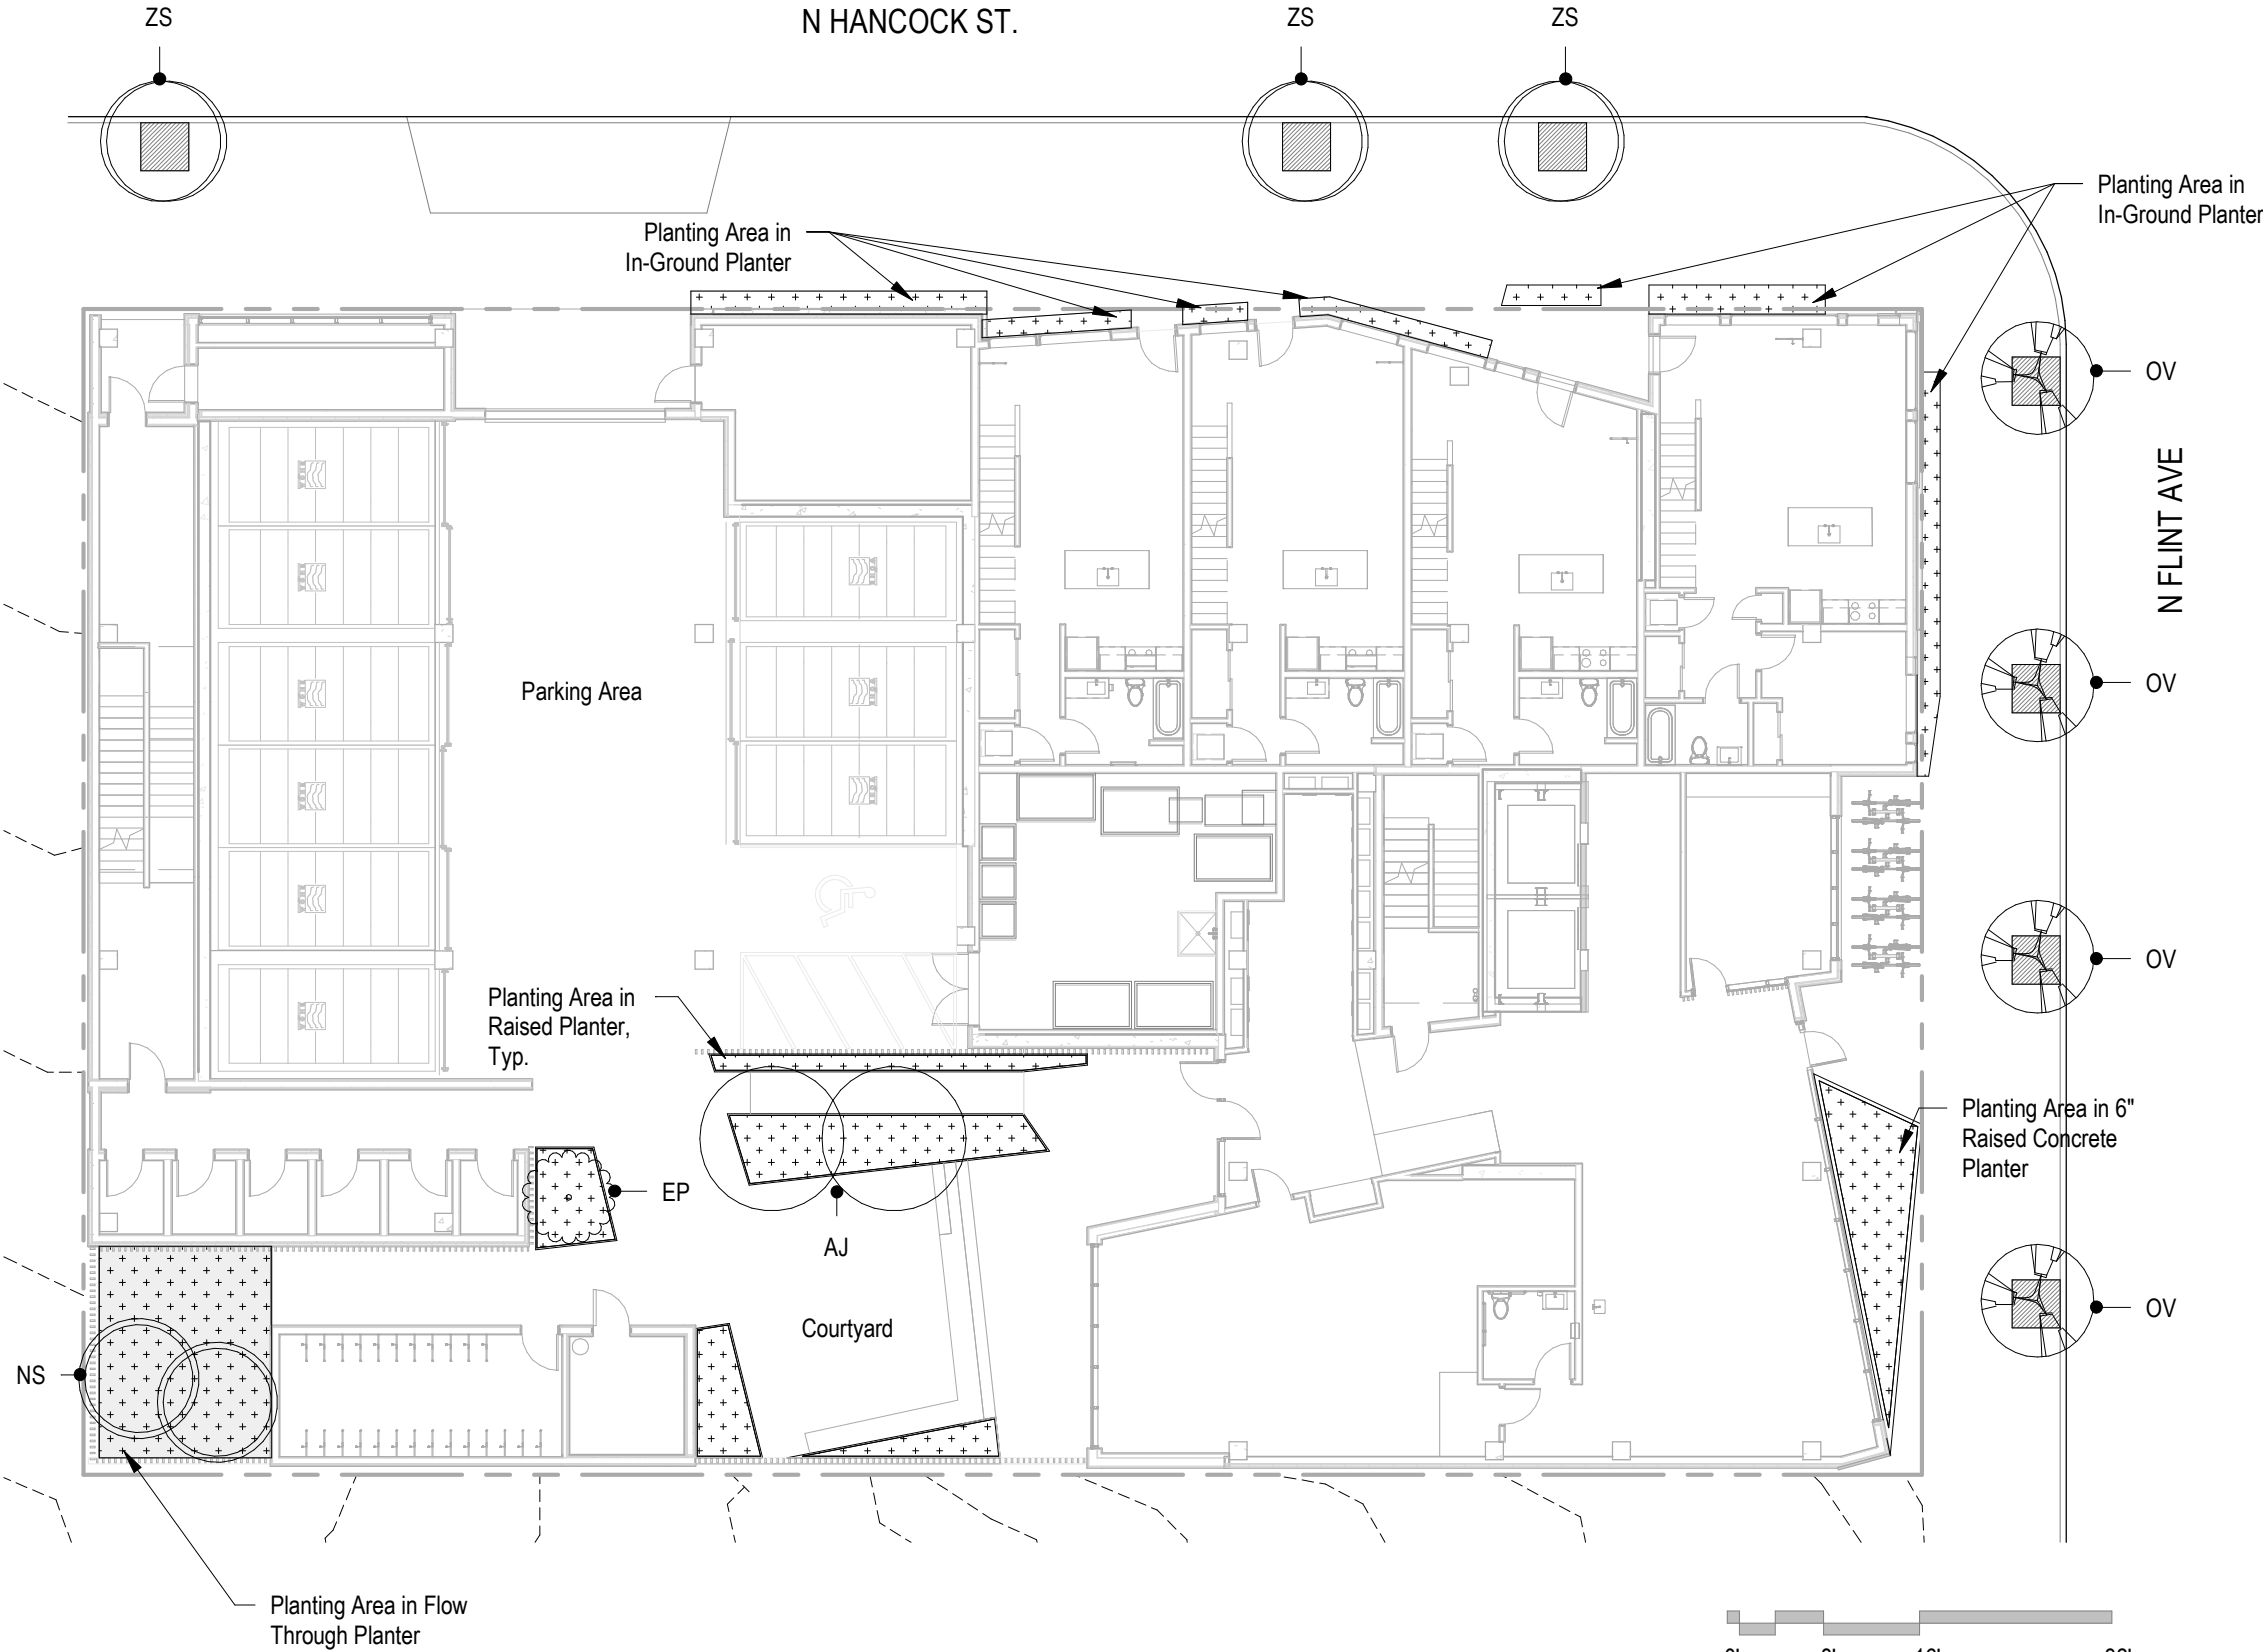 ZS
N HANCOCK ST.
ZS
ZS
Planting Area in
In-Ground Planter
Planting Area in
In-Ground Planter
OV
N FLINT AVE
Parking Area
OV
OV
Planting Area in
Raised Planter,
Typ.
Planting Area in 6"
Raised Concrete
Planter
EP
AJ
Courtyard
OV
NS
Planting Area in Flow
Through Planter